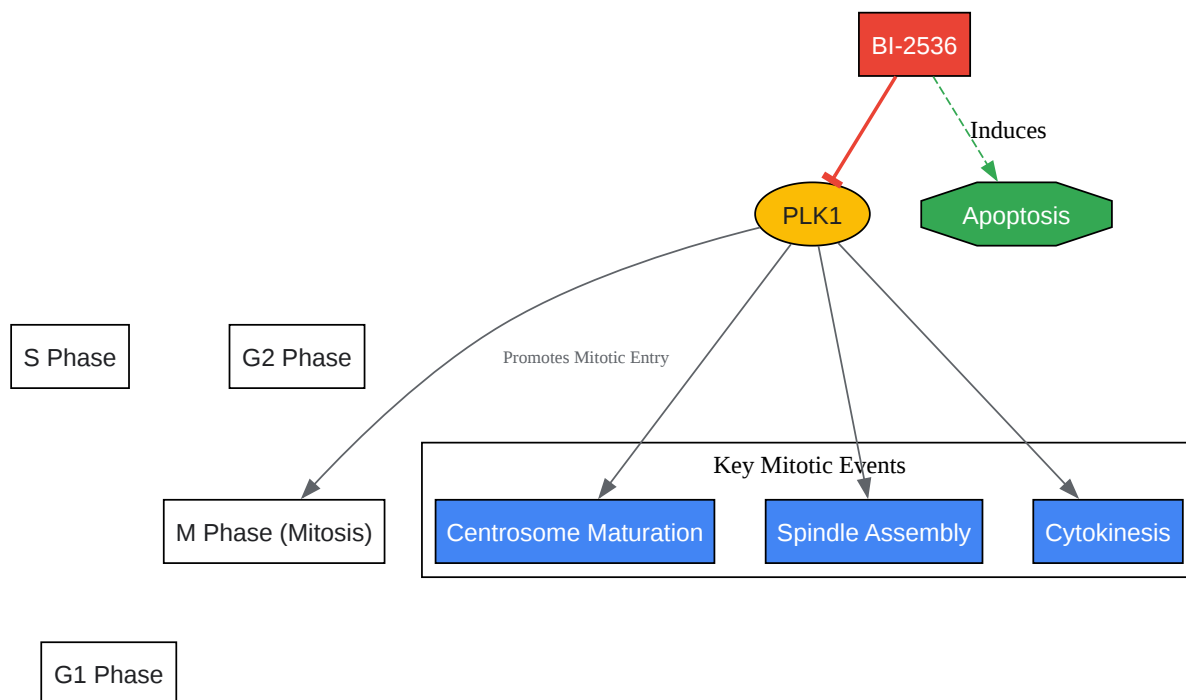 BI-2536
Induces
PLK1
Apoptosis
S Phase
G2 Phase
Promotes Mitotic Entry
Key Mitotic Events
M Phase (Mitosis)
Centrosome Maturation
Spindle Assembly
Cytokinesis
G1 Phase